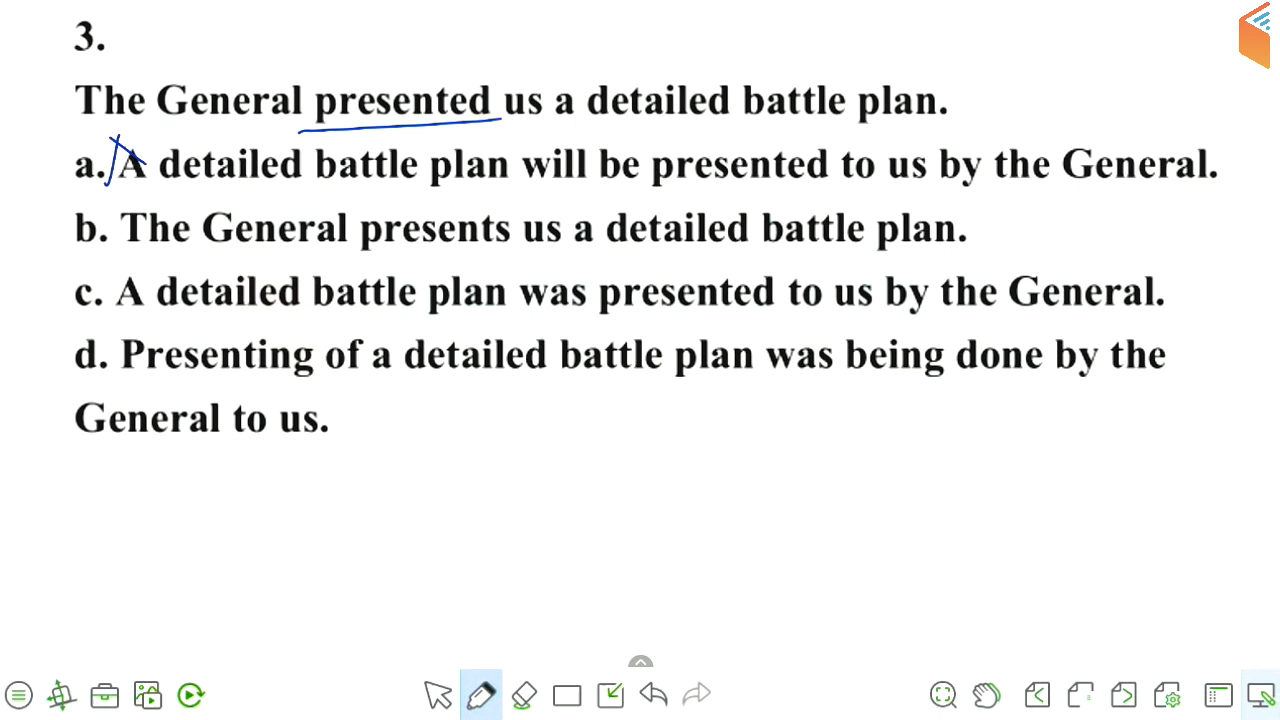 3.
The General presented us a detailed battle plan.
a. A detailed battle plan will be presented to us by the General.
b. The General presents us a detailed battle plan.
c. A detailed battle plan was presented to us by the General.
d. Presenting of a detailed battle plan was being done by the
General to us.